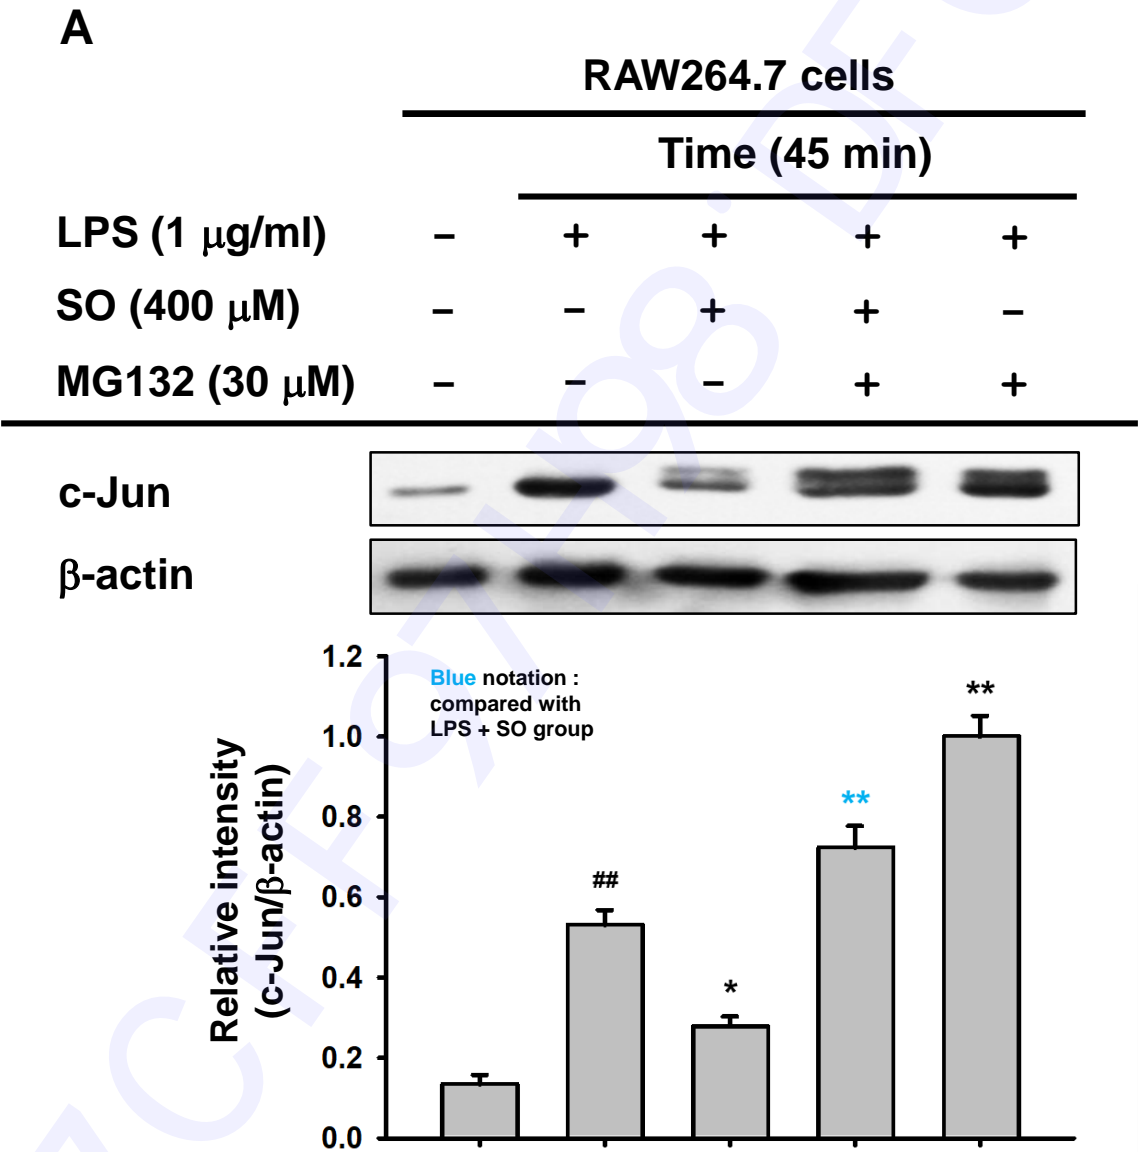 A
RAW264.7 cells
Time (45 min)
LPS (1 μg/ml) – + + + +
SO (400 μM) – – + + –
MG132 (30 μM) – – – + +
c-Jun
β-actin
1.2
1.0
0.8
0.6
0.4
0.2
0.0
Relative intensity
(c-Jun/β-actin)
Blue notation :
compared with
LPS + SO group
##
*
**
**